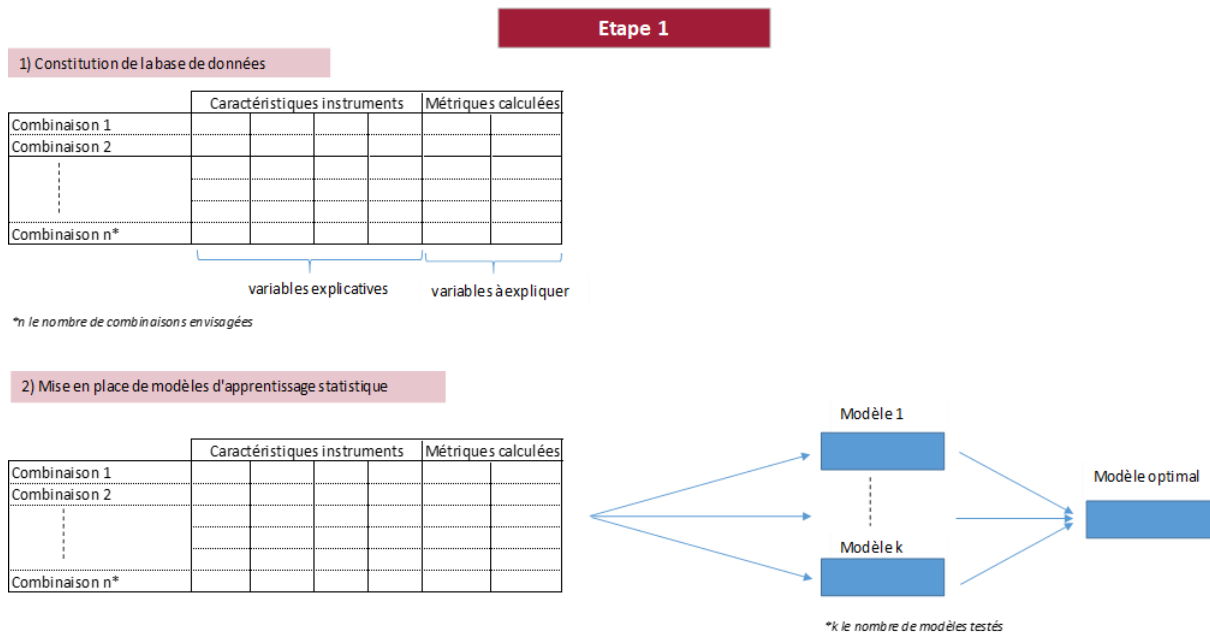 Etape 1
1) Constitution de la base de données
Caractéristiques instruments Métriques calculées
Combinaison 1
Combinaison 2
Combinaison n*
variables explicatives variables à expliquer
*n le nombre de combinaisons envisagées
2) Mise en place de modèles d'apprentissage statistique
Caractéristiques instruments Métriques calculées
Combinaison 1
Combinaison 2
Combinaison n*
Modèle 1
Modèle optimal
Modèle k
*k le nombre de modèles testés